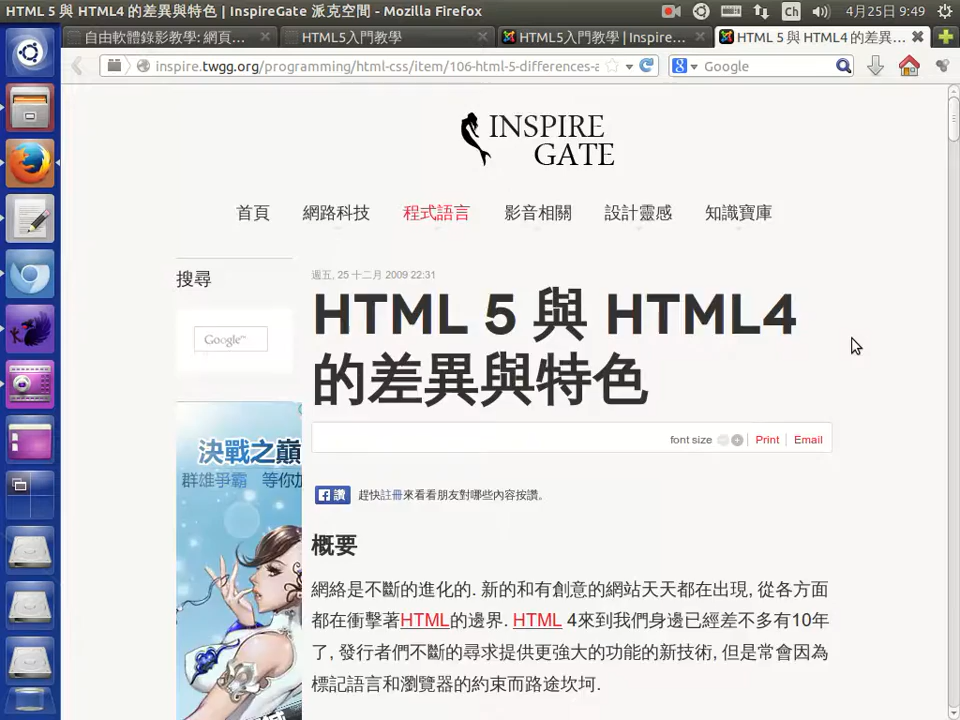 HTML 5 與 HTML4 的差異與特色 | InspireGate 派克空間 - Mozilla Firefox
Ch
4月25日 9:49
自由軟體錄影教學: 網頁...
HTML5入門教學
HTML5入門教學 | Inspire...
HTML 5 與 HTML4 的差異...
inspire.twgg.org/programming/html-css/item/106-html-5-differences-a
Google
INSPIRE
GATE
首頁
網路科技
程式語言
影音相關
設計靈感
知識寶庫
搜尋
Google™
週五, 25 十二月 2009 22:31
HTML 5 與 HTML4
的差異與特色
font size
Print
Email
決戰之巔
群雄爭霸 等你加
讚
趕快註冊來看看朋友對哪些內容按讚。
概要
網絡是不斷的進化的. 新的和有創意的網站天天都在出現, 從各方面
都在衝擊著HTML的邊界. HTML 4來到我們身邊已經差不多有10年
了, 發行者們不斷的尋求提供更強大的功能的新技術, 但是常會因為
標記語言和瀏覽器的約束而路途坎坷.